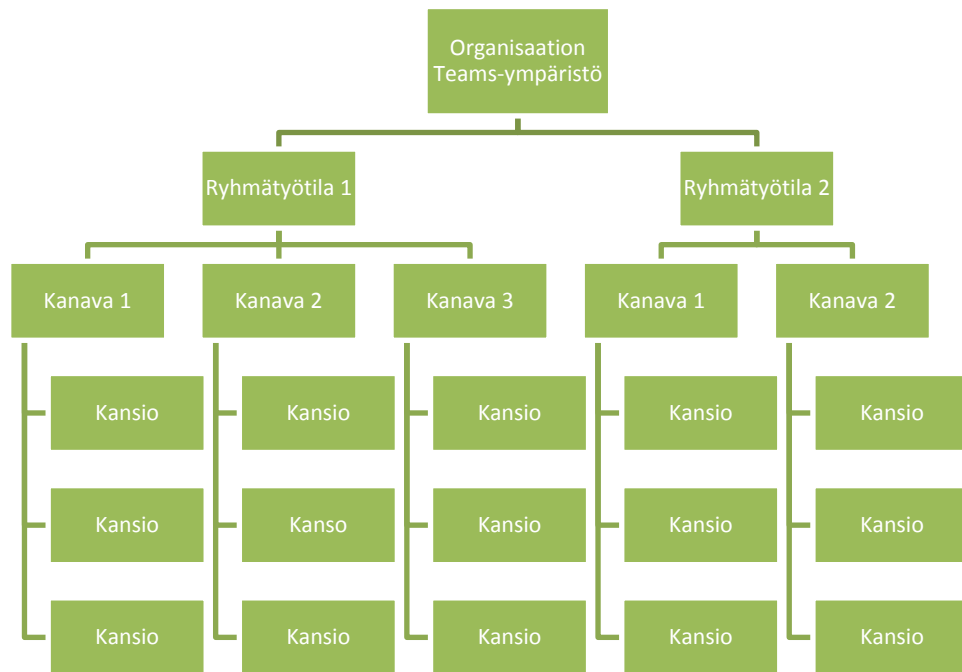 Organisaation
Teams-ympäristö
Ryhmätyötila 1
Ryhmätyötila 2
Kanava 1
Kanava 2
Kanava 3
Kanava 1
Kanava 2
Kansio
Kansio
Kansio
Kansio
Kansio
Kansio
Kanso
Kansio
Kansio
Kansio
Kansio
Kansio
Kansio
Kansio
Kansio